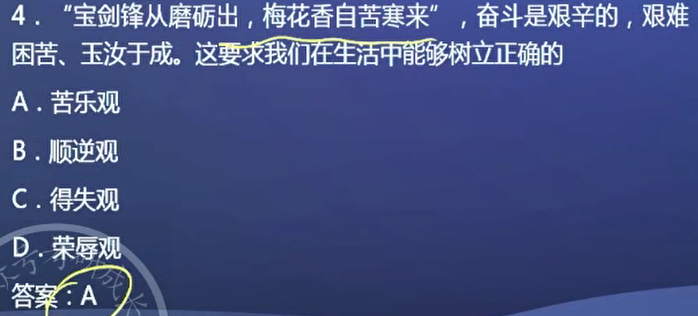 4．“宝剑锋从磨砺出，梅花香自苦寒来”，奋斗是艰辛的，艰难
困苦、玉汝于成。这要求我们在生活中能够树立正确的
A．苦乐观
B．顺逆观
C．得失观
D．荣辱观
答案：A